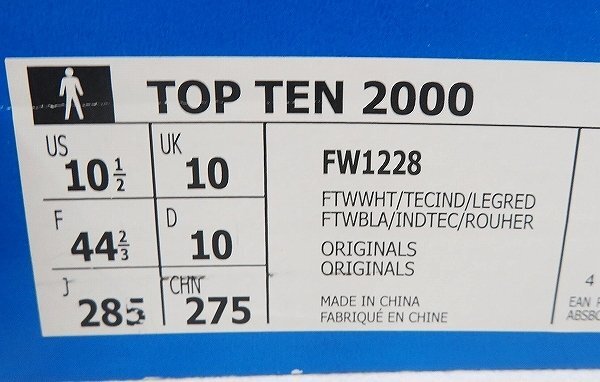 TOP TEN 2000
US 10 1/2 UK 10
F 44 2/3 D 10
J 285 CHN 275
FW1228
FTWWHT/TECIND/LEGRED
FTWBLA/INDTEC/ROUHER
ORIGINALS
ORIGINALS
MADE IN CHINA
FABRIQUÉ EN CHINE
4
EAN